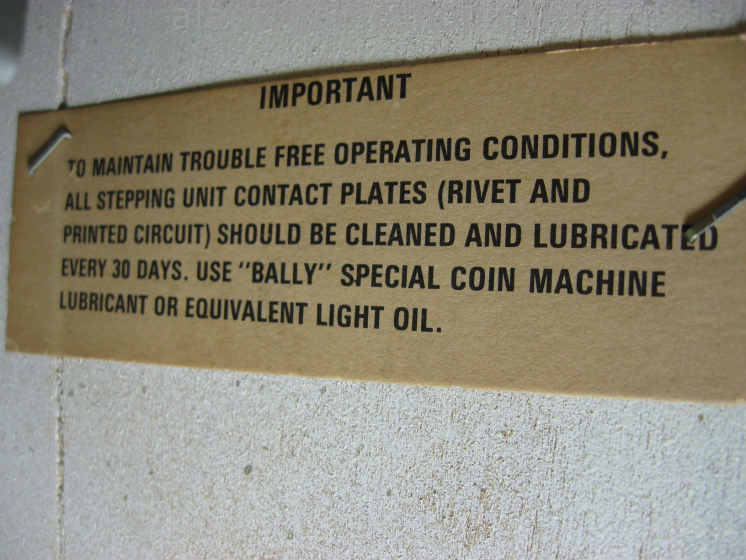 IMPORTANT
TO MAINTAIN TROUBLE FREE OPERATING CONDITIONS,
ALL STEPPING UNIT CONTACT PLATES (RIVET AND
PRINTED CIRCUIT) SHOULD BE CLEANED AND LUBRICATED
EVERY 30 DAYS. USE "BALLY" SPECIAL COIN MACHINE
LUBRICANT OR EQUIVALENT LIGHT OIL.